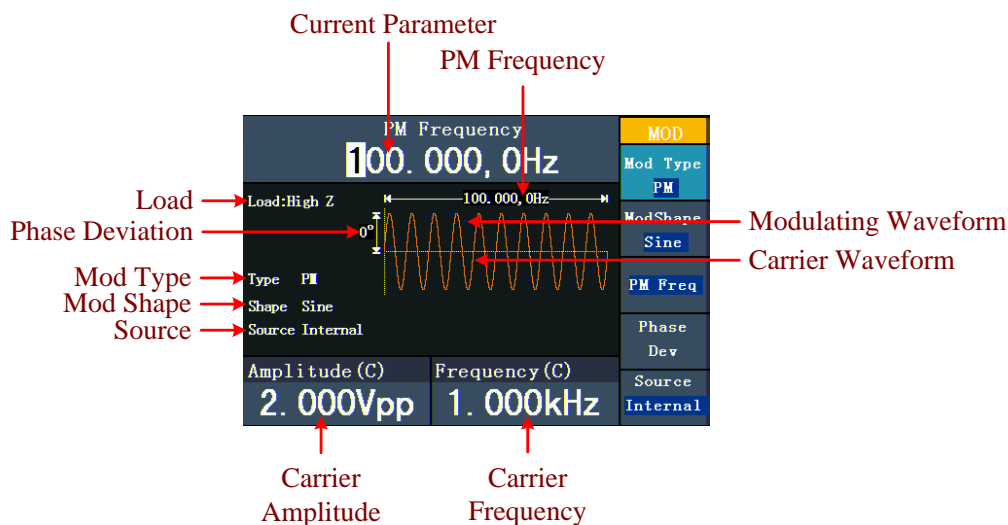 Current Parameter
PM Frequency
PM Frequency
100.000,0Hz
MOD
Mod Type
PM
ModShape
Sine
PM Freq
Phase
Dev
Source
Internal
Load
Load:High Z
100.000,0Hz
Phase Deviation
0°
Modulating Waveform
Carrier Waveform
Mod Type
Type PM
Mod Shape
Shape Sine
Source
Source Internal
Amplitude(C)
2.000Vpp
Frequency(C)
1.000kHz
Carrier
Amplitude
Carrier
Frequency